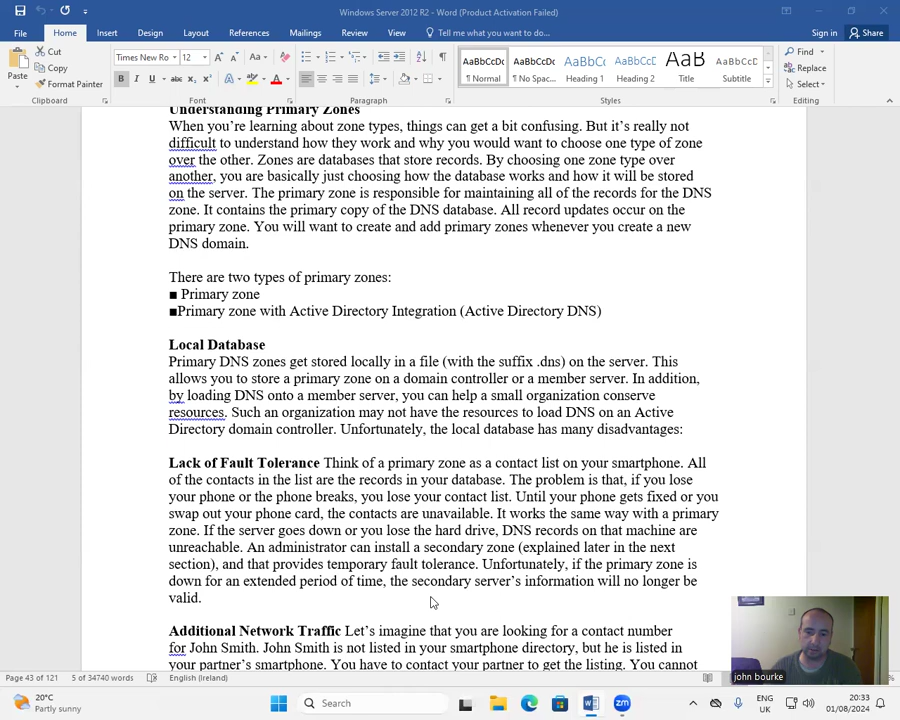 Windows Server 2012 R2 - Word (Product Activation Failed)
File Home Insert Design Layout References Mailings Review View Tell me what you want to do... Sign in Share
Paste
Cut
Copy
Format Painter
Clipboard
Times New Ro 12
Font
Paragraph
AaBbCcDc AaBbCcDc AaBbCc AaBbCcD AaB AaBbCcD
¶ Normal ¶ No Spac... Heading 1 Heading 2 Title Subtitle
Styles
Find
Replace
Select
Editing
Understanding Primary Zones
When you’re learning about zone types, things can get a bit confusing. But it’s really not
difficult to understand how they work and why you would want to choose one type of zone
over the other. Zones are databases that store records. By choosing one zone type over
another, you are basically just choosing how the database works and how it will be stored
on the server. The primary zone is responsible for maintaining all of the records for the DNS
zone. It contains the primary copy of the DNS database. All record updates occur on the
primary zone. You will want to create and add primary zones whenever you create a new
DNS domain.
There are two types of primary zones:
■ Primary zone
■Primary zone with Active Directory Integration (Active Directory DNS)
Local Database
Primary DNS zones get stored locally in a file (with the suffix .dns) on the server. This
allows you to store a primary zone on a domain controller or a member server. In addition,
by loading DNS onto a member server, you can help a small organization conserve
resources. Such an organization may not have the resources to load DNS on an Active
Directory domain controller. Unfortunately, the local database has many disadvantages:
Lack of Fault Tolerance Think of a primary zone as a contact list on your smartphone. All
of the contacts in the list are the records in your database. The problem is that, if you lose
your phone or the phone breaks, you lose your contact list. Until your phone gets fixed or you
swap out your phone card, the contacts are unavailable. It works the same way with a primary
zone. If the server goes down or you lose the hard drive, DNS records on that machine are
unreachable. An administrator can install a secondary zone (explained later in the next
section), and that provides temporary fault tolerance. Unfortunately, if the primary zone is
down for an extended period of time, the secondary server’s information will no longer be
valid.
Additional Network Traffic Let’s imagine that you are looking for a contact number
for John Smith. John Smith is not listed in your smartphone directory, but he is listed in
your partner’s smartphone. You have to contact your partner to get the listing. You cannot
john bourke
Page 43 of 121 5 of 34740 words English (Ireland)
20°C
Partly sunny
Search
ENG
UK
20:33
01/08/2024